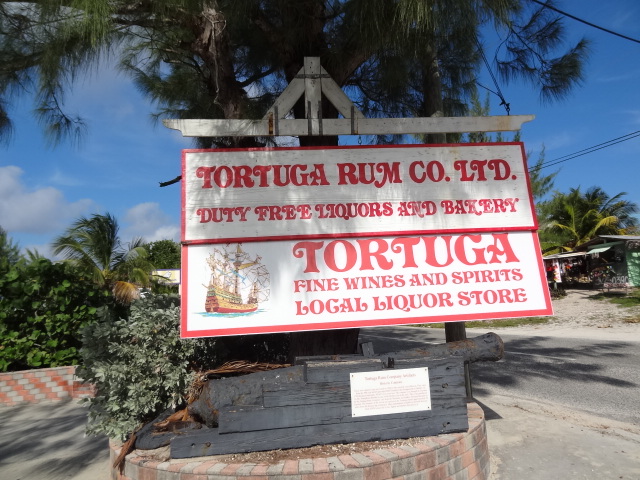 TORTUGA RUM CO. LTD.
DUTY FREE LIQUORS AND BAKERY
TORTUGA
FINE WINES AND SPIRITS
LOCAL LIQUOR STORE